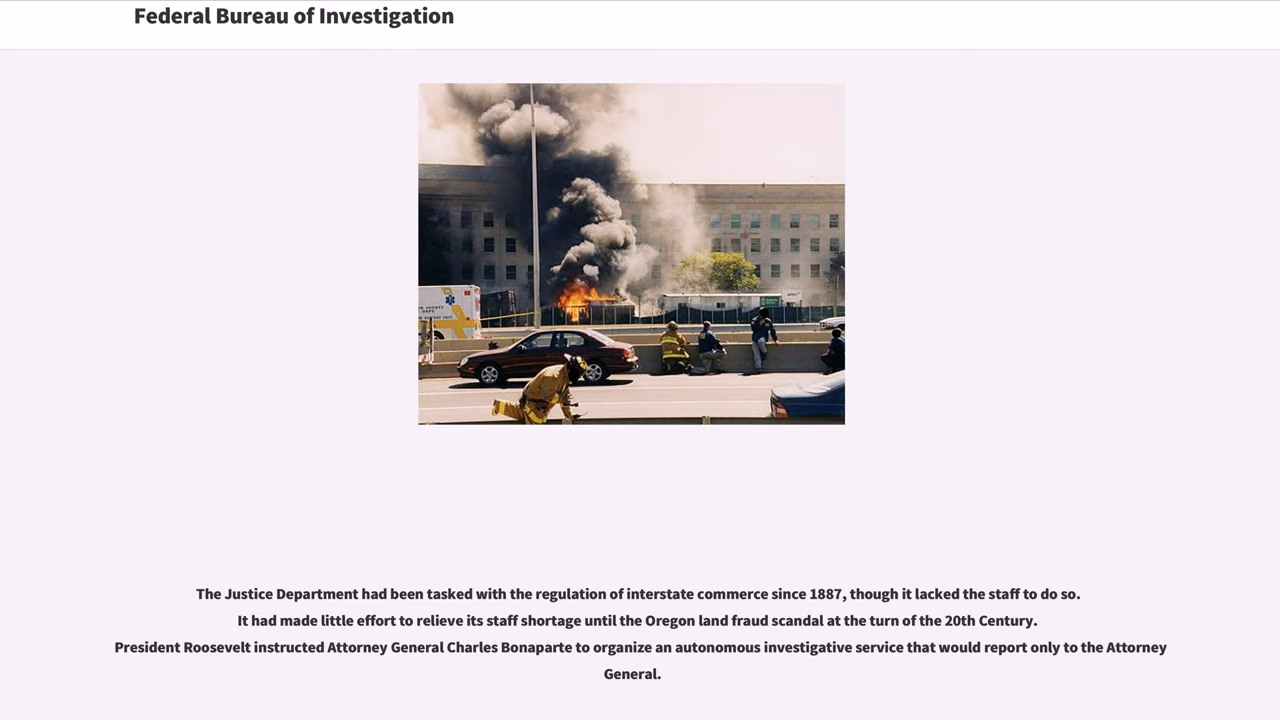 Federal Bureau of Investigation
The Justice Department had been tasked with the regulation of interstate commerce since 1887, though it lacked the staff to do so.
It had made little effort to relieve its staff shortage until the Oregon land fraud scandal at the turn of the 20th Century.
President Roosevelt instructed Attorney General Charles Bonaparte to organize an autonomous investigative service that would report only to the Attorney
General.